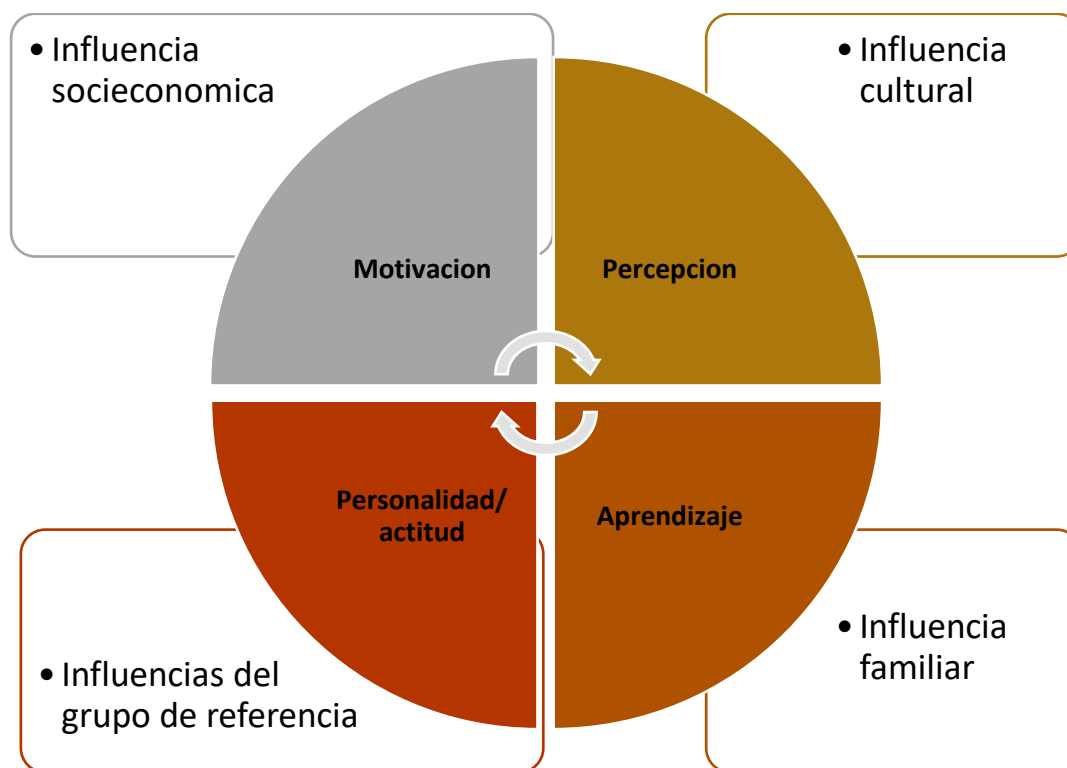 • Influencia
socieconomica
• Influencia
cultural
Motivacion
Percepcion
Personalidad/
actitud
Aprendizaje
• Influencias del
grupo de referencia
• Influencia
familiar